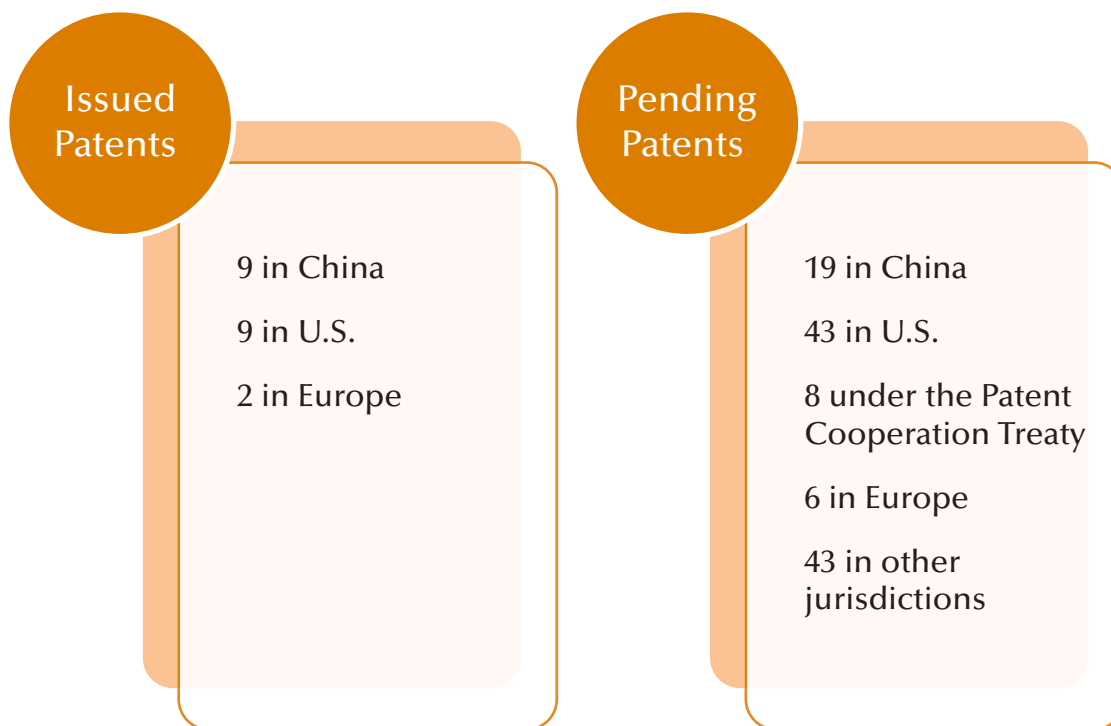 Issued
Patents
9 in China
9 in U.S.
2 in Europe
Pending
Patents
19 in China
43 in U.S.
8 under the Patent
Cooperation Treaty
6 in Europe
43 in other
jurisdictions